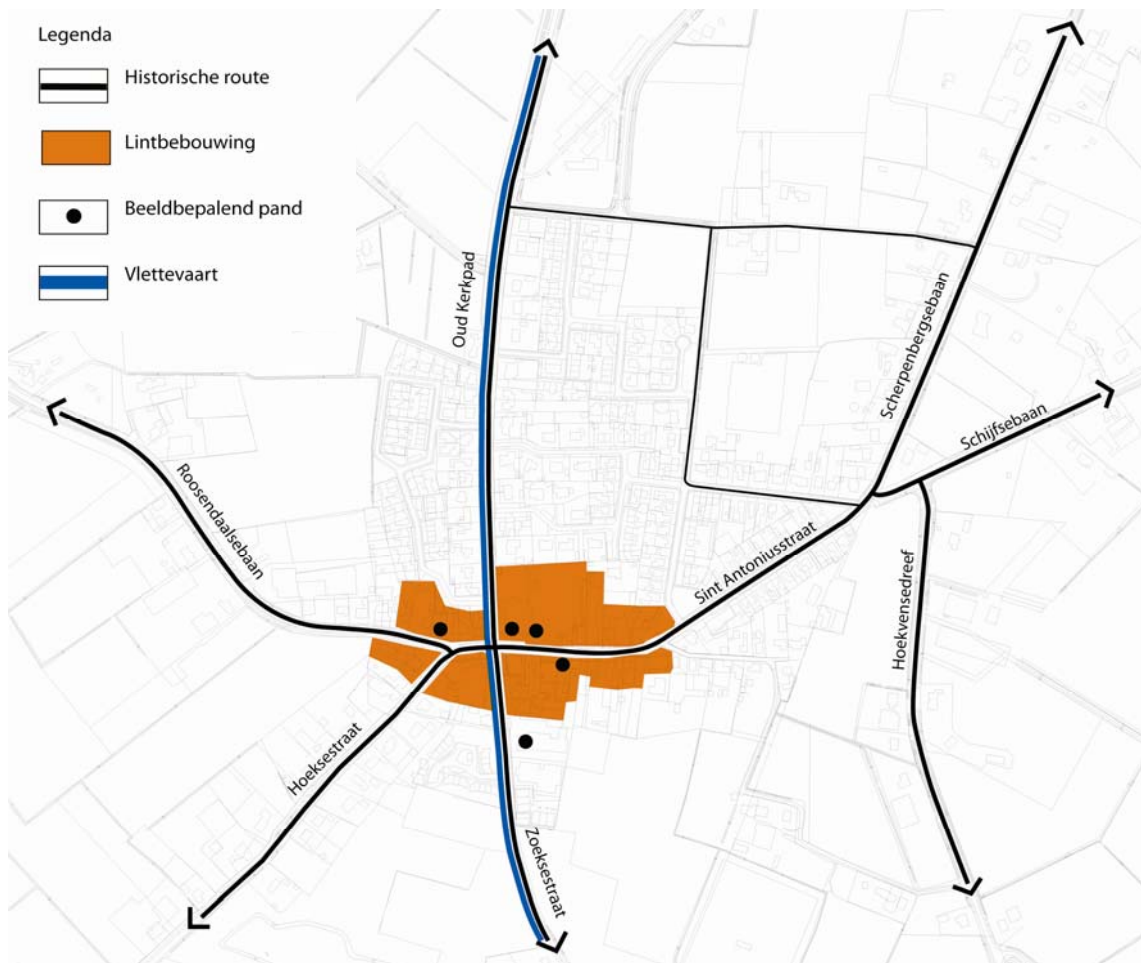 Legenda
Historische route
Lintbebouwing
Beeldbepalend pand
Vlettevaart
Oud Kerkpad
Scherpenbergsebaan
Schijfsebaan
Roosendaalsebaan
Sint Antoniusstraat
Hoekvensedreef
Hoeksestraat
Zoeksestraat